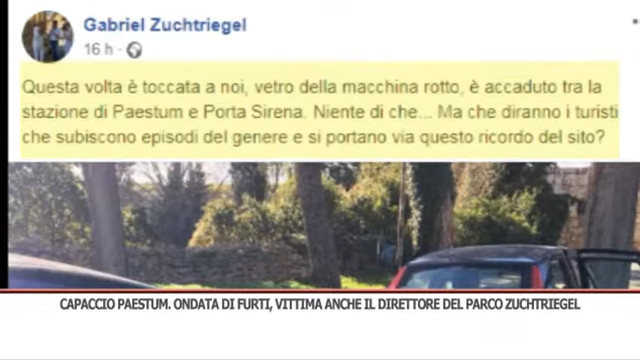 Gabriel Zuchtriegel
16 h ·
Questa volta è toccata a noi, vetro della macchina rotto, è accaduto tra la
stazione di Paestum e Porta Sirena. Niente di che... Ma che diranno i turisti
che subiscono episodi del genere e si portano via questo ricordo del sito?
CAPACCIO PAESTUM. ONDATA DI FURTI, VITTIMA ANCHE IL DIRETTORE DEL PARCO ZUCHTRIEGEL